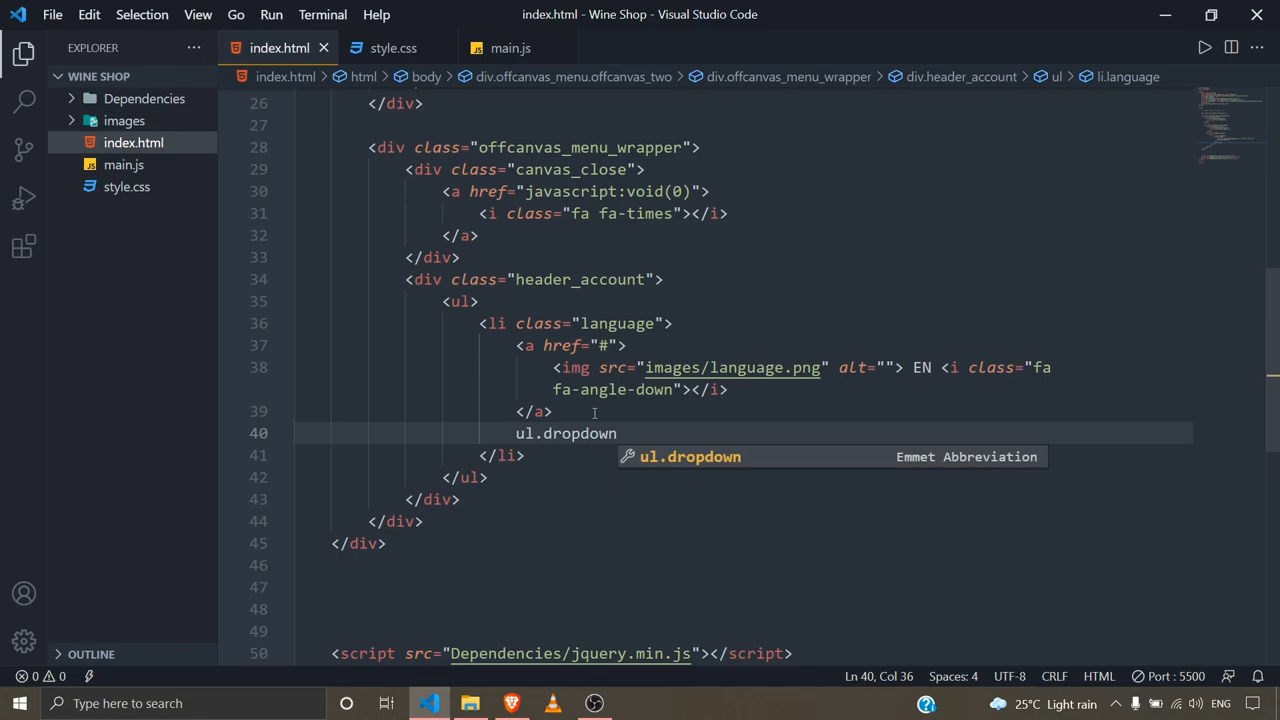 File Edit Selection View Go Run Terminal Help
index.html - Wine Shop - Visual Studio Code
EXPLORER
WINE SHOP
Dependencies
images
index.html
main.js
style.css
OUTLINE
index.html style.css main.js
index.html html body div.offcanvas_menu.offcanvas_two div.offcanvas_menu_wrapper div.header_account ul li.language
26 </div>
27
28 <div class="offcanvas_menu_wrapper">
29 <div class="canvas_close">
30 <a href="javascript:void(0)">
31 <i class="fa fa-times"></i>
32 </a>
33 </div>
34 <div class="header_account">
35 <ul>
36 <li class="language">
37 <a href="#">
38 <img src="images/language.png" alt=""> EN <i class="fa
fa-angle-down"></i>
39 </a>
40 ul.dropdown
ul.dropdown Emmet Abbreviation
41 </li>
42 </ul>
43 </div>
44 </div>
45 </div>
46
47
48
49
50 <script src="Dependencies/jquery.min.js"></script>
0 0 Ln 40, Col 36 Spaces: 4 UTF-8 CRLF HTML Port : 5500
Type here to search 25°C Light rain ENG